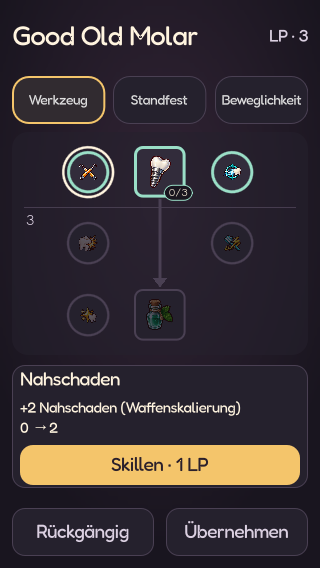 Good Old Molar
LP · 3
Werkzeug
Standfest
Beweglichkeit
0/3
3
Nahschaden
+2 Nahschaden (Waffenskalierung)
0 → 2
Skillen · 1 LP
Rückgängig
Übernehmen